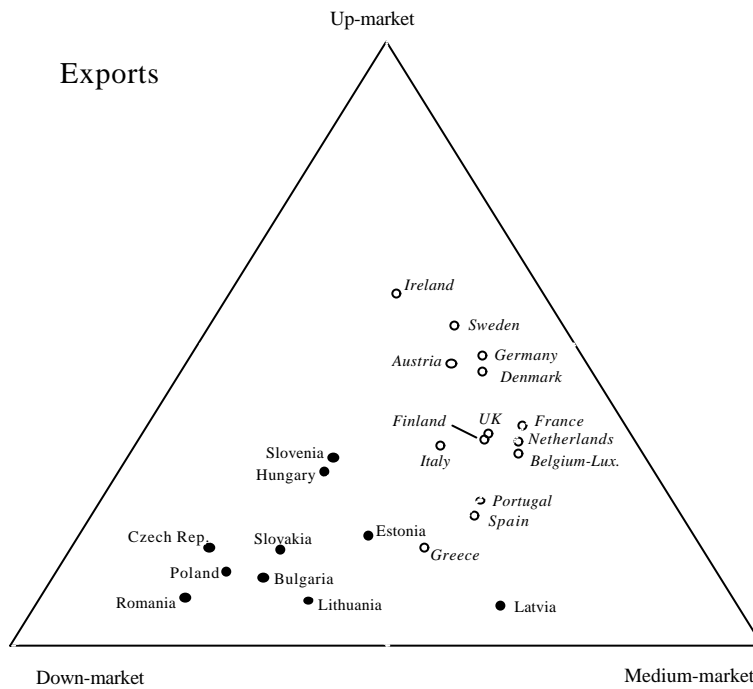 Up-market
Exports
Ireland
Sweden
Germany
Austria
Denmark
Finland
UK
France
Netherlands
Italy
Belgium-Lux.
Slovenia
Hungary
Portugal
Spain
Czech Rep.
Slovakia
Estonia
Greece
Poland
Bulgaria
Romania
Lithuania
Latvia
Down-market
Medium-market